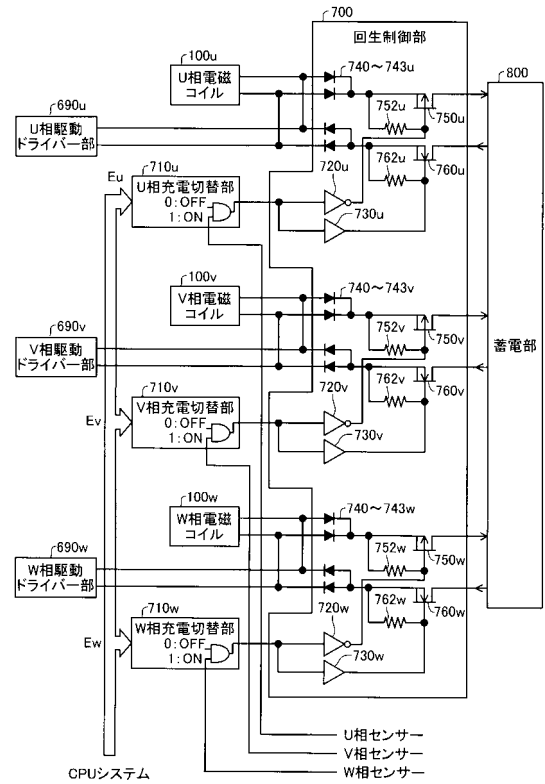 700
回生制御部
100u
U相電磁
コイル
740～743u
800
690u
752u
750u
U相駆動
ドライバー部
710u
720u
762u
760u
Eu
U相充電切替部
0:OFF
1:ON
730u
100v
V相電磁
コイル
740～743v
690v
752v
750v
蓄電部
V相駆動
ドライバー部
710v
720v
762v
760v
Ev
V相充電切替部
0:OFF
1:ON
730v
100w
W相電磁
コイル
740～743w
690w
752w
750w
W相駆動
ドライバー部
710w
720w
762w
760w
Ew
W相充電切替部
0:OFF
1:ON
730w
U相センサー
V相センサー
W相センサー
CPUシステム